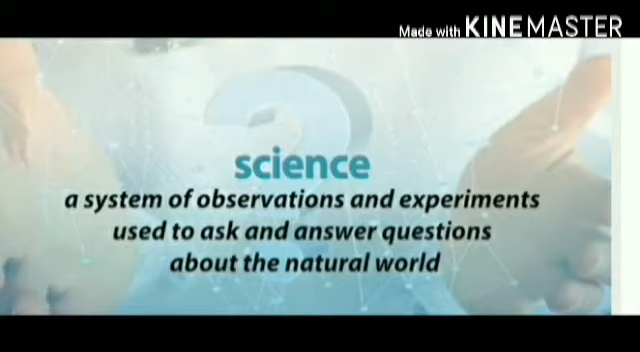 Made with KINEMASTER
science
a system of observations and experiments
used to ask and answer questions
about the natural world